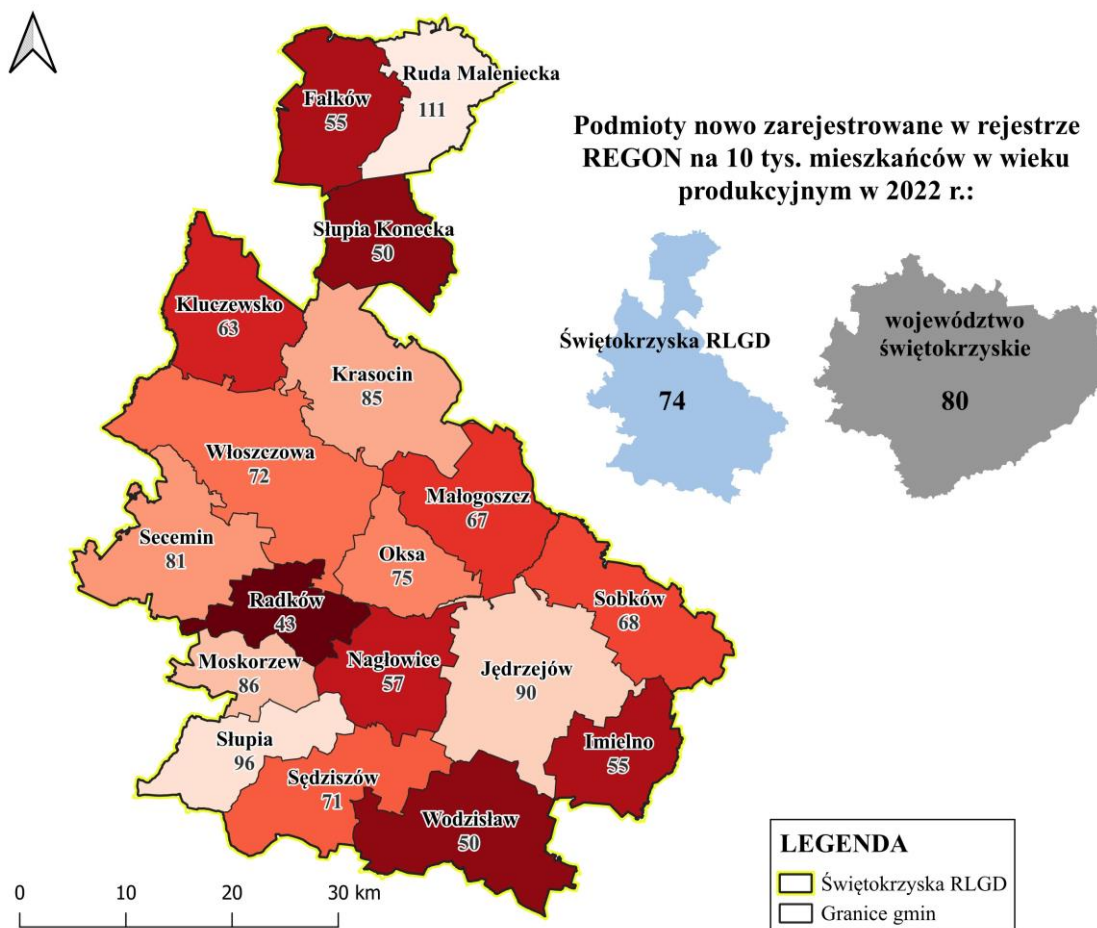 Ruda Maleniecka
111
Fałków
55
Podmioty nowo zarejestrowane w rejestrze
REGON na 10 tys. mieszkańców w wieku
produkcyjnym w 2022 r.:
Słupia Konecka
50
Kluczewsko
63
Świętokrzyska RLGD
74
województwo
świętokrzyskie
80
Krasocin
85
Włoszczowa
72
Małogoszcz
67
Secemin
81
Oksa
75
Sobków
68
Radków
43
Moskorzew
86
Nagłowice
57
Jędrzejów
90
Słupia
96
Imielno
55
Sędziszów
71
Wodzisław
50
LEGENDA
Świętokrzyska RLGD
Granice gmin
0 10 20 30 km